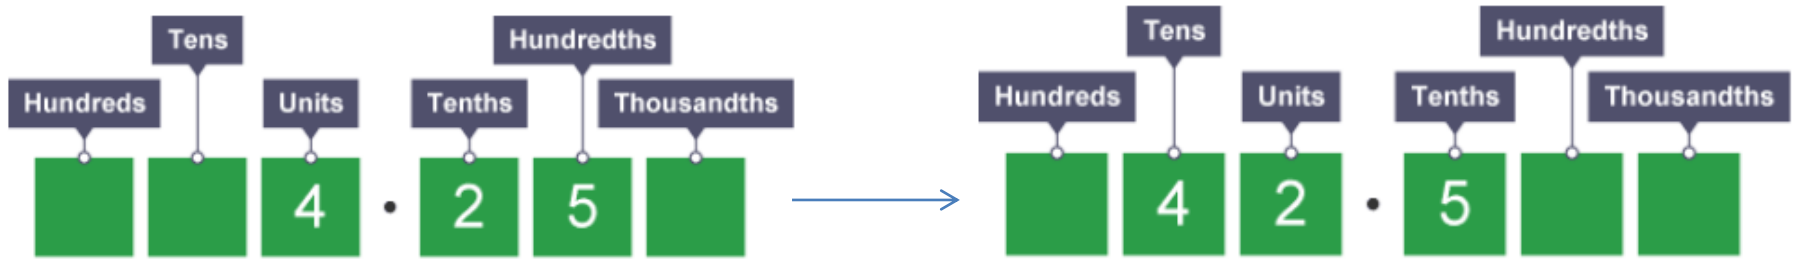 Tens Hundredths
Hundreds Units Tenths Thousandths
4 . 2 5
Tens Hundredths
Hundreds Units Tenths Thousandths
4 2 . 5